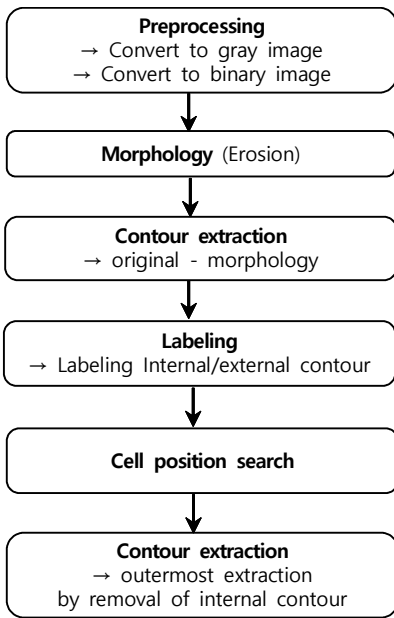 Preprocessing
→ Convert to gray image
→ Convert to binary image
Morphology (Erosion)
Contour extraction
→ original - morphology
Labeling
→ Labeling Internal/external contour
Cell position search
Contour extraction
→ outermost extraction
by removal of internal contour